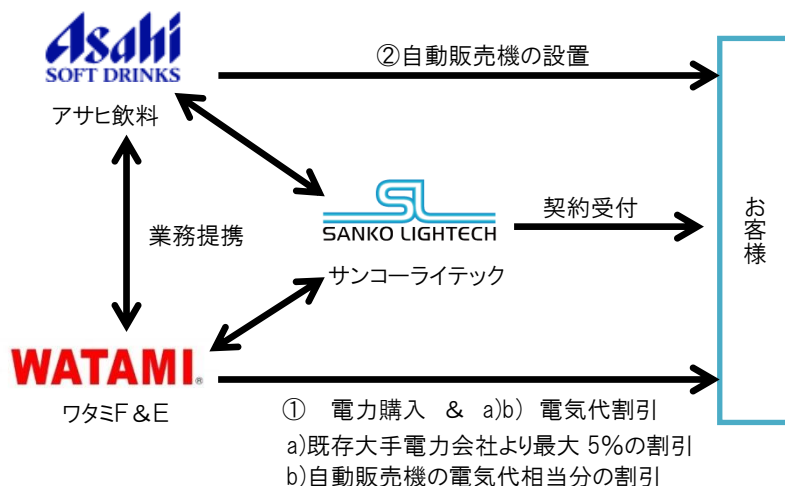 Asahi
SOFT DRINKS
アサヒ飲料
②自動販売機の設置
業務提携
SL
SANKO LIGHTECH
サンコーライテック
契約受付
お客様
WATAMI®
ワタミF&E
① 電力購入 & a)b) 電気代割引
a)既存大手電力会社より最大 5%の割引
b)自動販売機の電気代相当分の割引